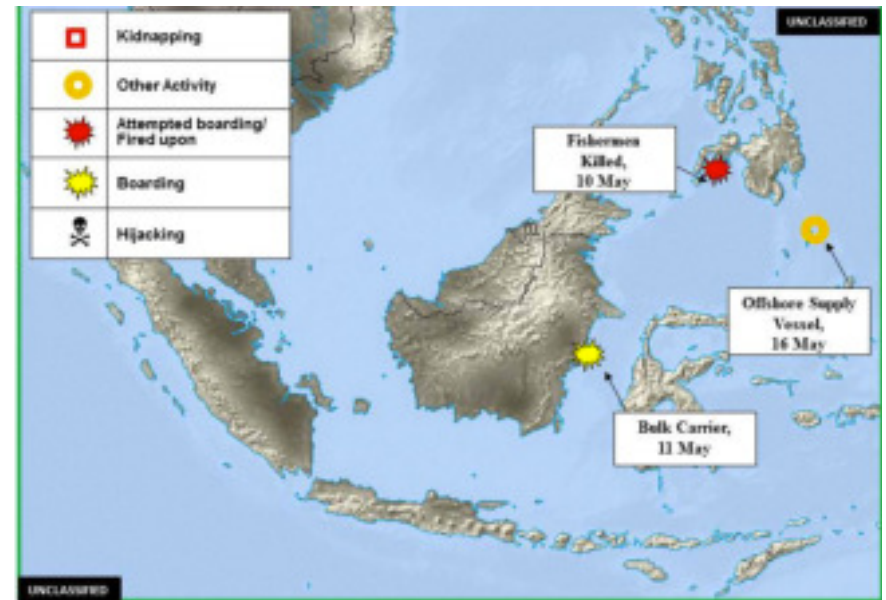 UNCLASSIFIED
Kidnapping
Other Activity
Attempted boarding/
Fired upon
Boarding
Hijacking
Fishermen
Killed,
10 May
Offshore Supply
Vessel,
16 May
Bulk Carrier,
11 May
UNCLASSIFIED